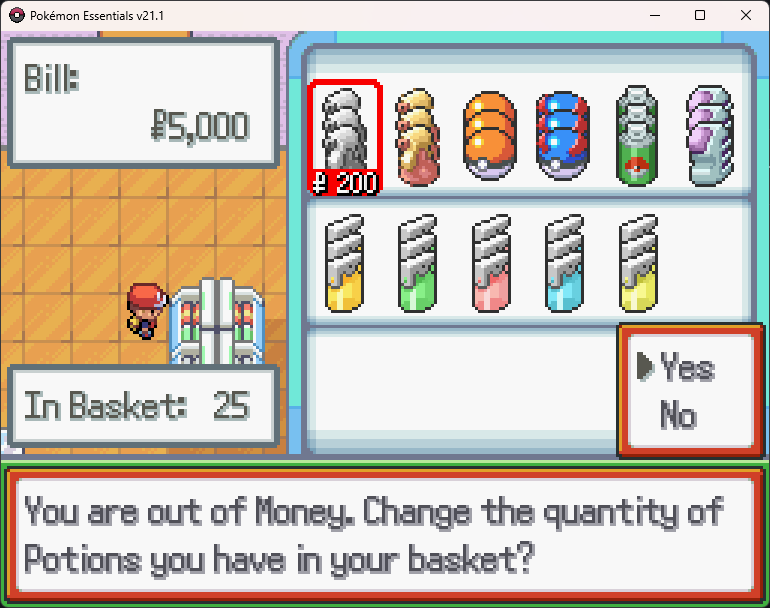 Pokémon Essentials v21.1
Bill:
₽5,000
₽ 200
In Basket: 25
Yes
No
You are out of Money. Change the quantity of
Potions you have in your basket?